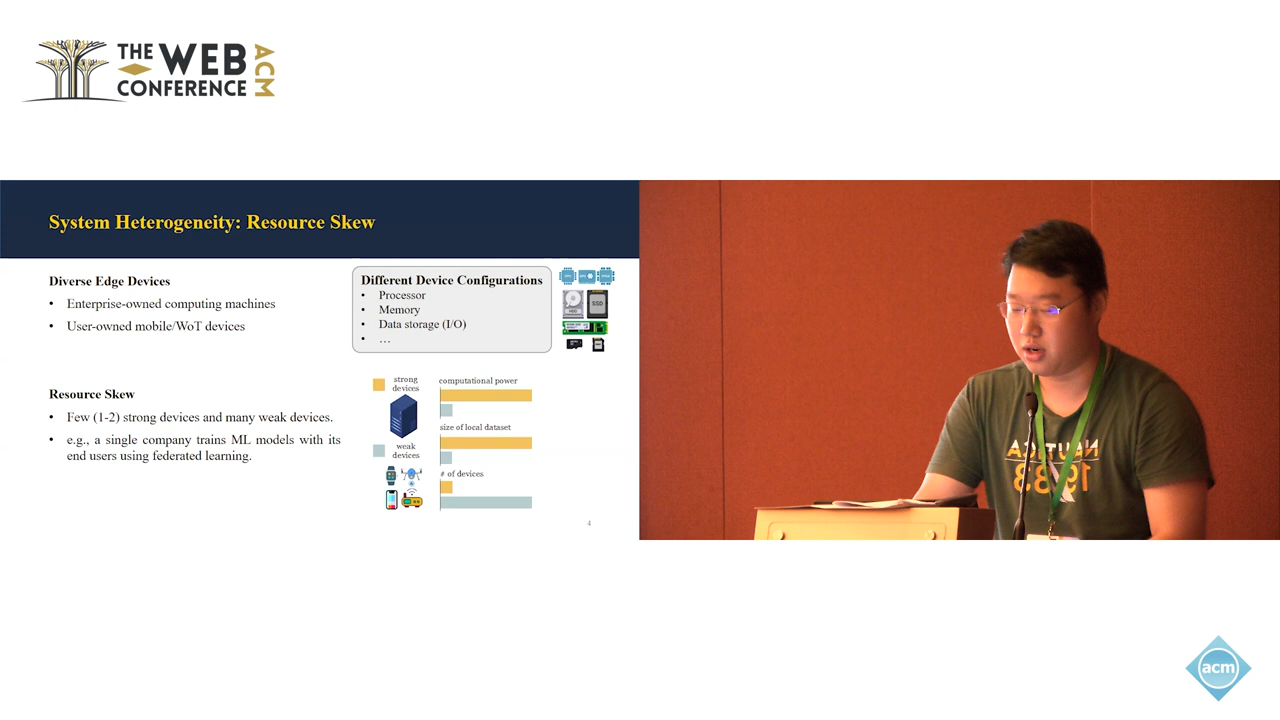 THE WEB
CONFERENCE
ACM
System Heterogeneity: Resource Skew
Diverse Edge Devices
• Enterprise-owned computing machines
• User-owned mobile/WoT devices
Different Device Configurations
• Processor
• Memory
• Data storage (I/O)
• …
HDD
SSD
Resource Skew
• Few (1-2) strong devices and many weak devices.
• e.g., a single company trains ML models with its
end users using federated learning.
strong
devices
weak
devices
computational power
size of local dataset
# of devices
4
NAUTICA
1983
acm